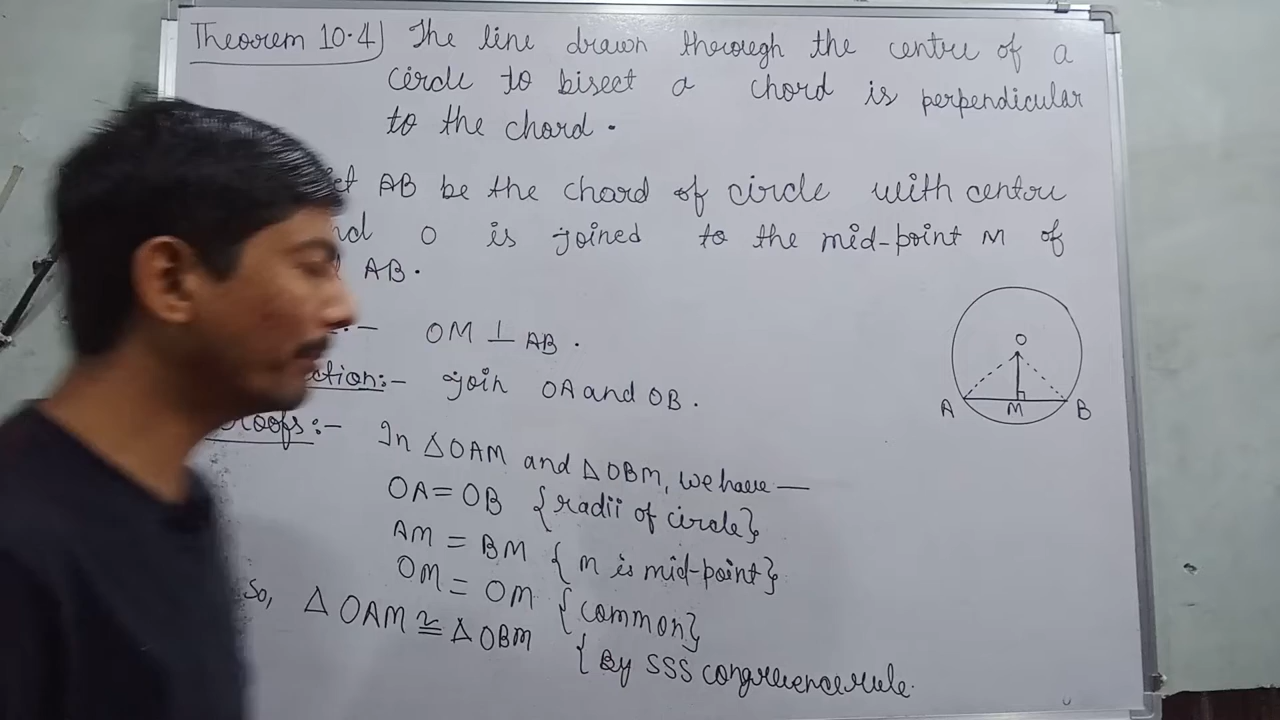 Theorem 10.4) The line drawn through the centre of a
circle to bisect a chord is perpendicular
to the chord.
AB be the chord of circle with centre
O is joined to the mid-point M of
AB.
:- OM ⊥ AB.
:- join OA and OB.
:- In △OAM and △OBM, we have —
OA = OB {radii of circle}
AM = BM {M is mid-point}
OM = OM {common}
So, △OAM ≅ △OBM {By SSS congruence rule.
O
A M B